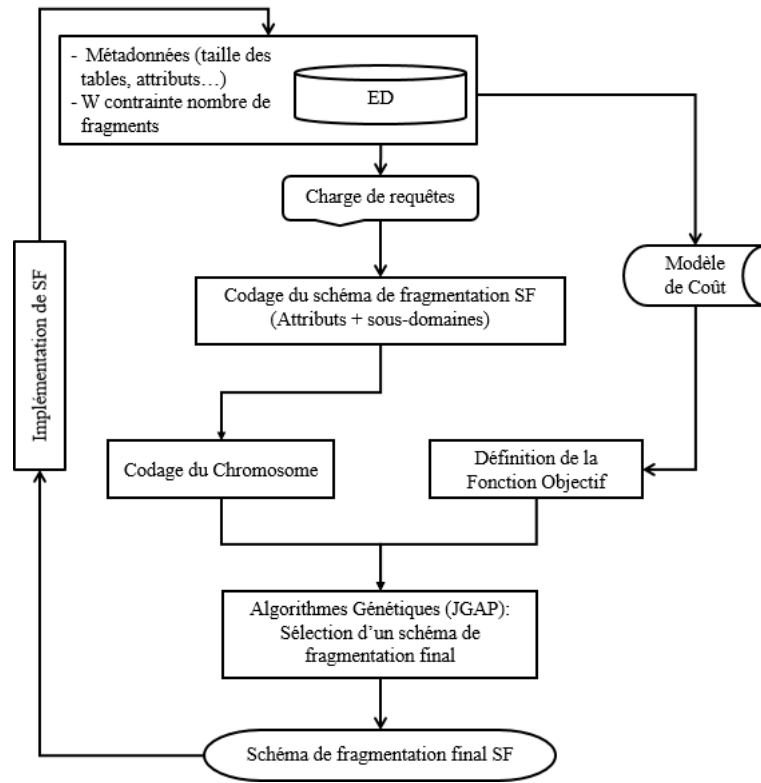 - Métadonnées (taille des
tables, attributs…)
- W contrainte nombre de
fragments
ED
Charge de requêtes
Codage du schéma de fragmentation SF
(Attributs + sous-domaines)
Modèle
de Coût
Implémentation de SF
Codage du Chromosome
Définition de la
Fonction Objectif
Algorithmes Génétiques (JGAP):
Sélection d’un schéma de
fragmentation final
Schéma de fragmentation final SF